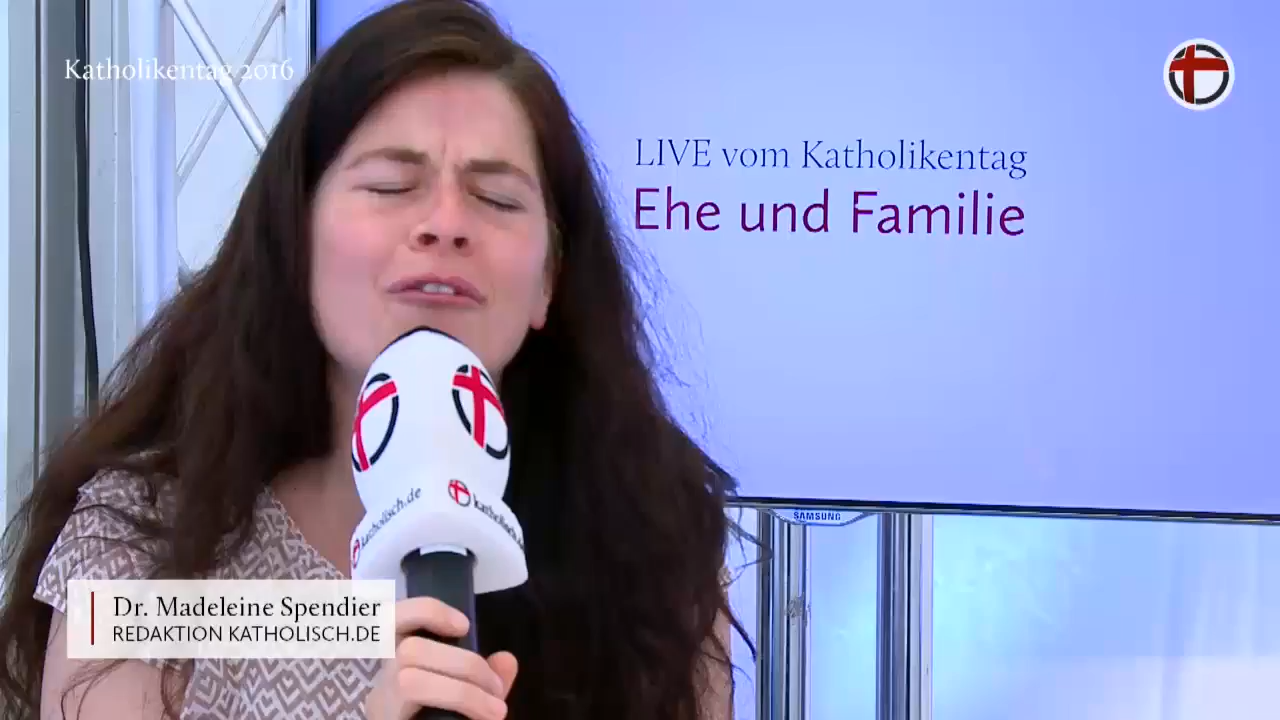 Katholikentag 2016
LIVE vom Katholikentag
Ehe und Familie
katholisch.de
katholisch.de
SAMSUNG
Dr. Madeleine Spendier
REDAKTION KATHOLISCH.DE